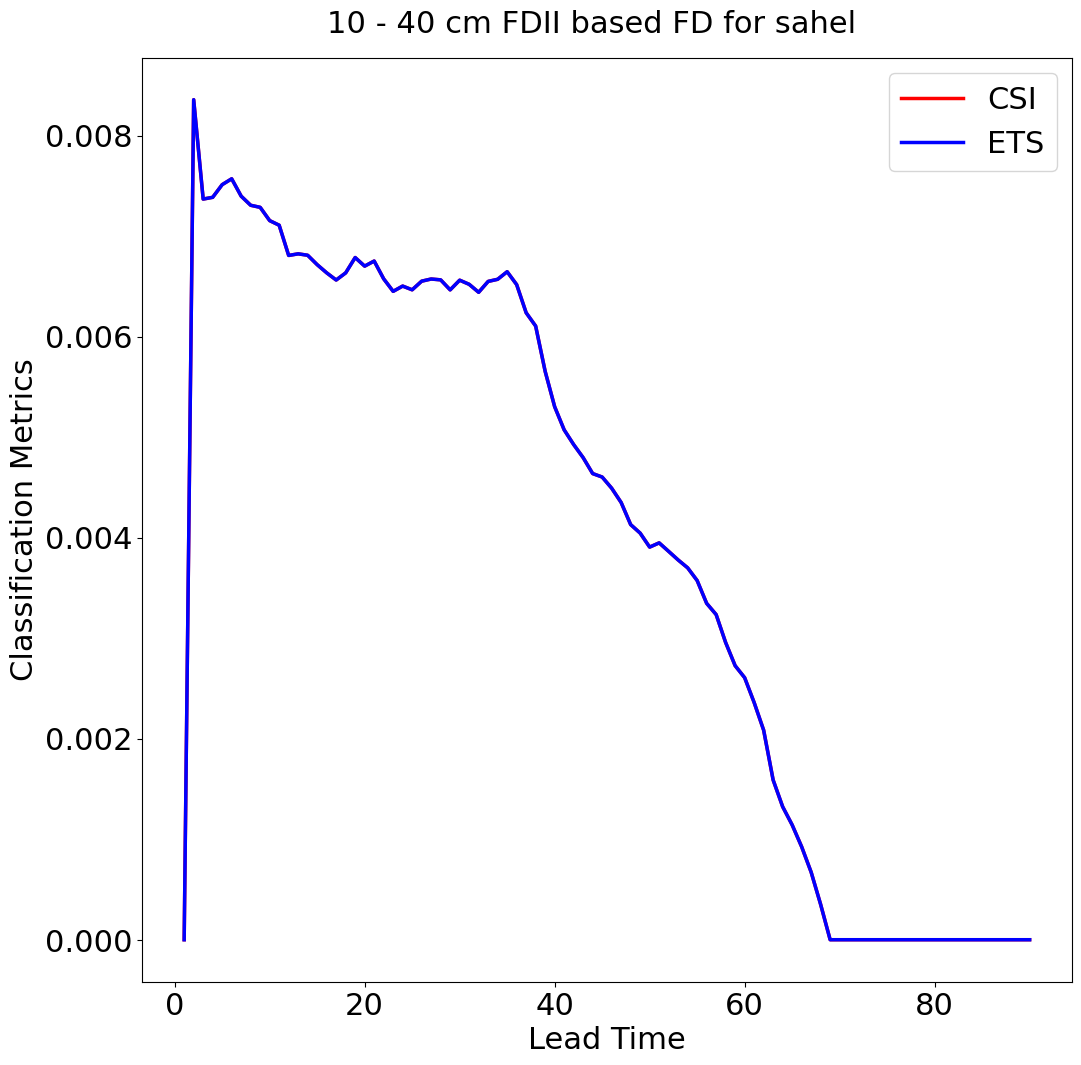 10 - 40 cm FDII based FD for sahel
CSI
ETS
Classification Metrics
0.008
0.006
0.004
0.002
0.000
0 20 40 60 80
Lead Time